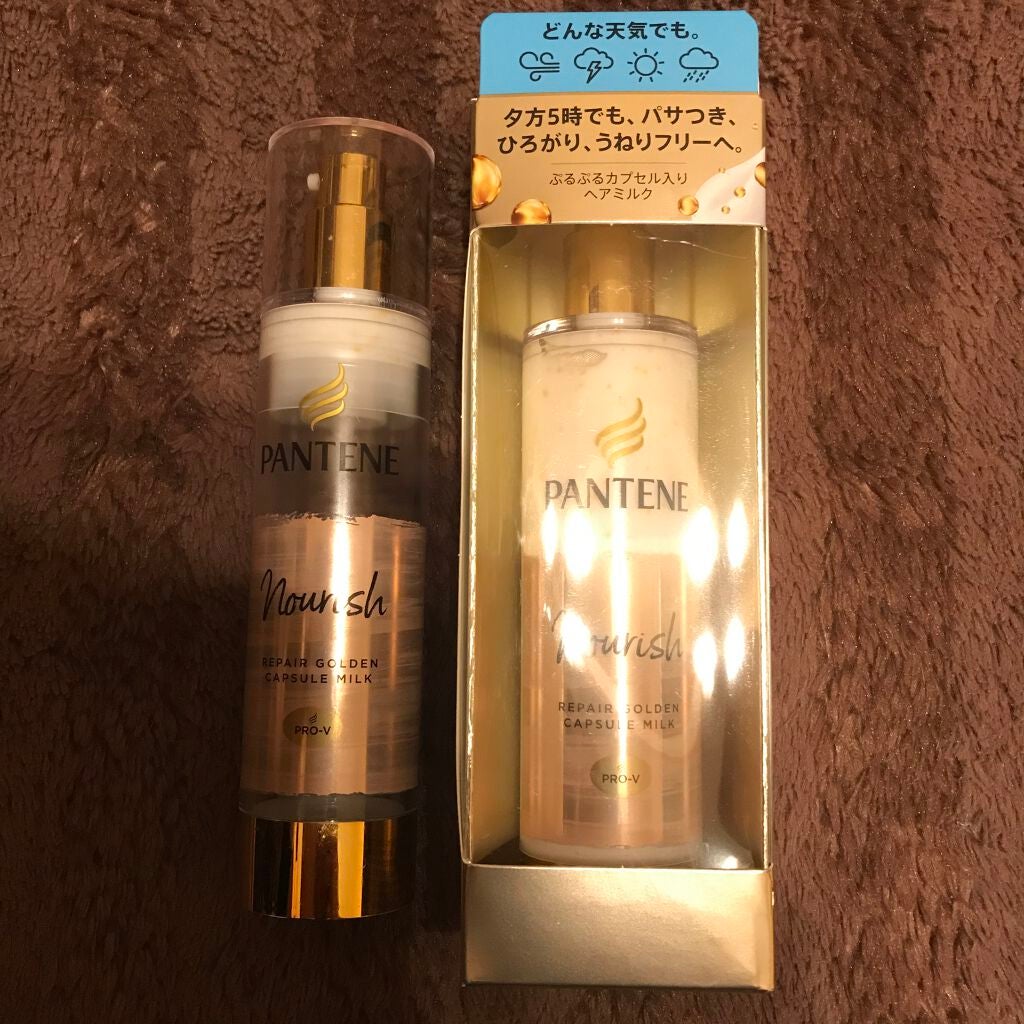 どんな天気でも。
夕方5時でも、パサつき、
ひろがり、うねりフリーへ。
ぷるぷるカプセル入り
ヘアミルク
PANTENE
Nourish
REPAIR GOLDEN
CAPSULE MILK
PRO-V
PANTENE
Nourish
REPAIR GOLDEN
CAPSULE MILK
PRO-V